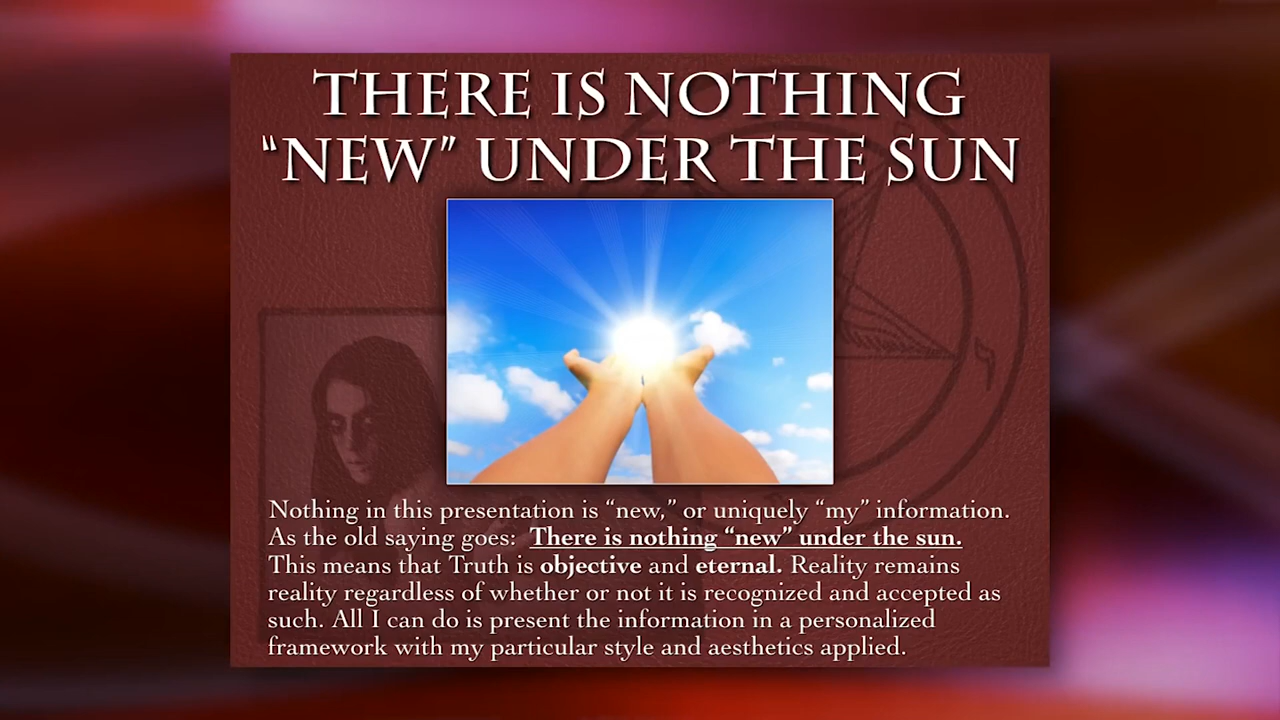 THERE IS NOTHING
“NEW” UNDER THE SUN
Nothing in this presentation is “new,” or uniquely “my” information.
As the old saying goes: There is nothing “new” under the sun.
This means that Truth is objective and eternal. Reality remains
reality regardless of whether or not it is recognized and accepted as
such. All I can do is present the information in a personalized
framework with my particular style and aesthetics applied.